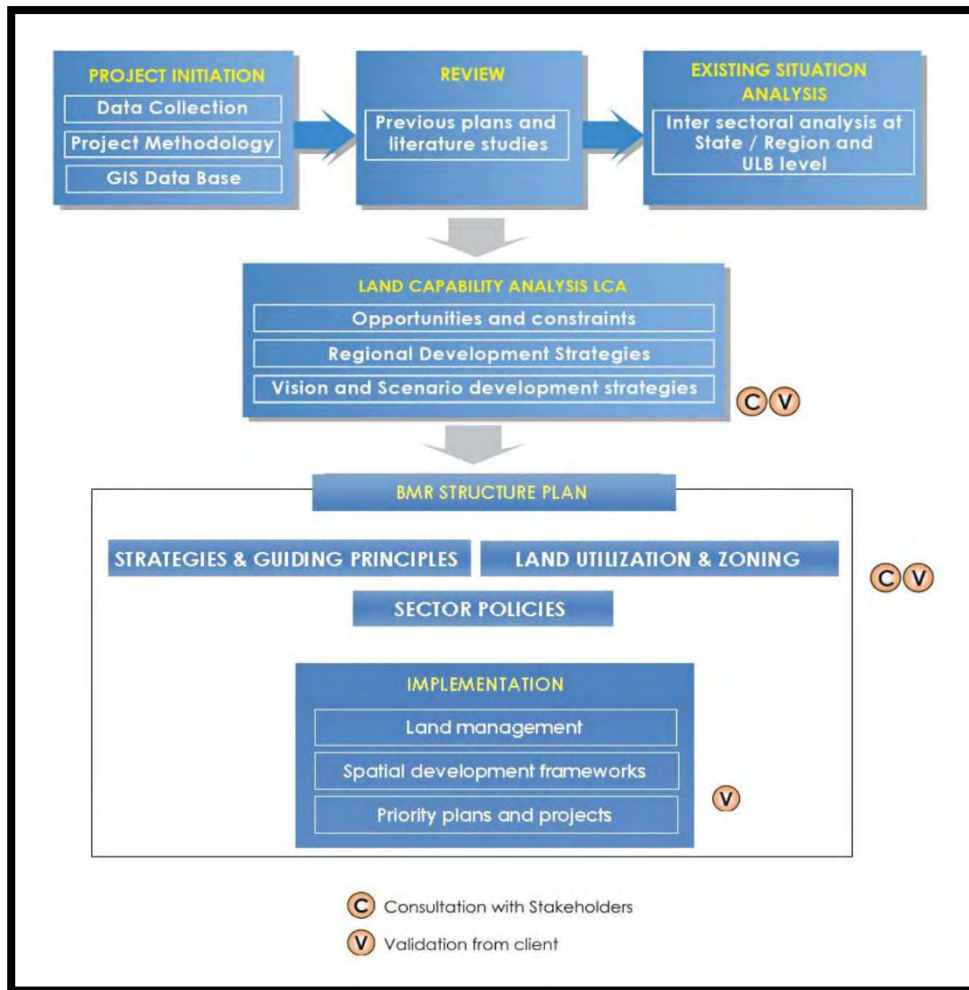 PROJECT INITIATION
Data Collection
Project Methodology
GIS Data Base
REVIEW
Previous plans and
literature studies
EXISTING SITUATION
ANALYSIS
Inter sectoral analysis at
State / Region and
ULB level
LAND CAPABILITY ANALYSIS LCA
Opportunities and constraints
Regional Development Strategies
Vision and Scenario development strategies
C V
BMR STRUCTURE PLAN
STRATEGIES & GUIDING PRINCIPLES
LAND UTILIZATION & ZONING
C V
SECTOR POLICIES
IMPLEMENTATION
Land management
Spatial development frameworks
Priority plans and projects
V
C Consultation with Stakeholders
V Validation from client